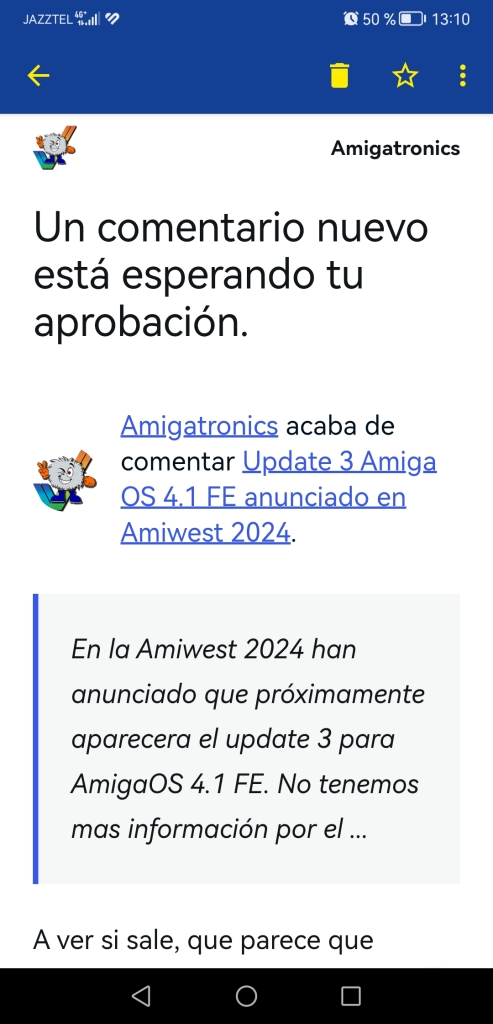 JAZZTEL 4G+ 50 % 13:10
Amigatronics
Un comentario nuevo
está esperando tu
aprobación.
Amigatronics acaba de
comentar Update 3 Amiga
OS 4.1 FE anunciado en
Amiwest 2024.
En la Amiwest 2024 han
anunciado que próximamente
aparecera el update 3 para
AmigaOS 4.1 FE. No tenemos
mas información por el ...
A ver si sale, que parece que